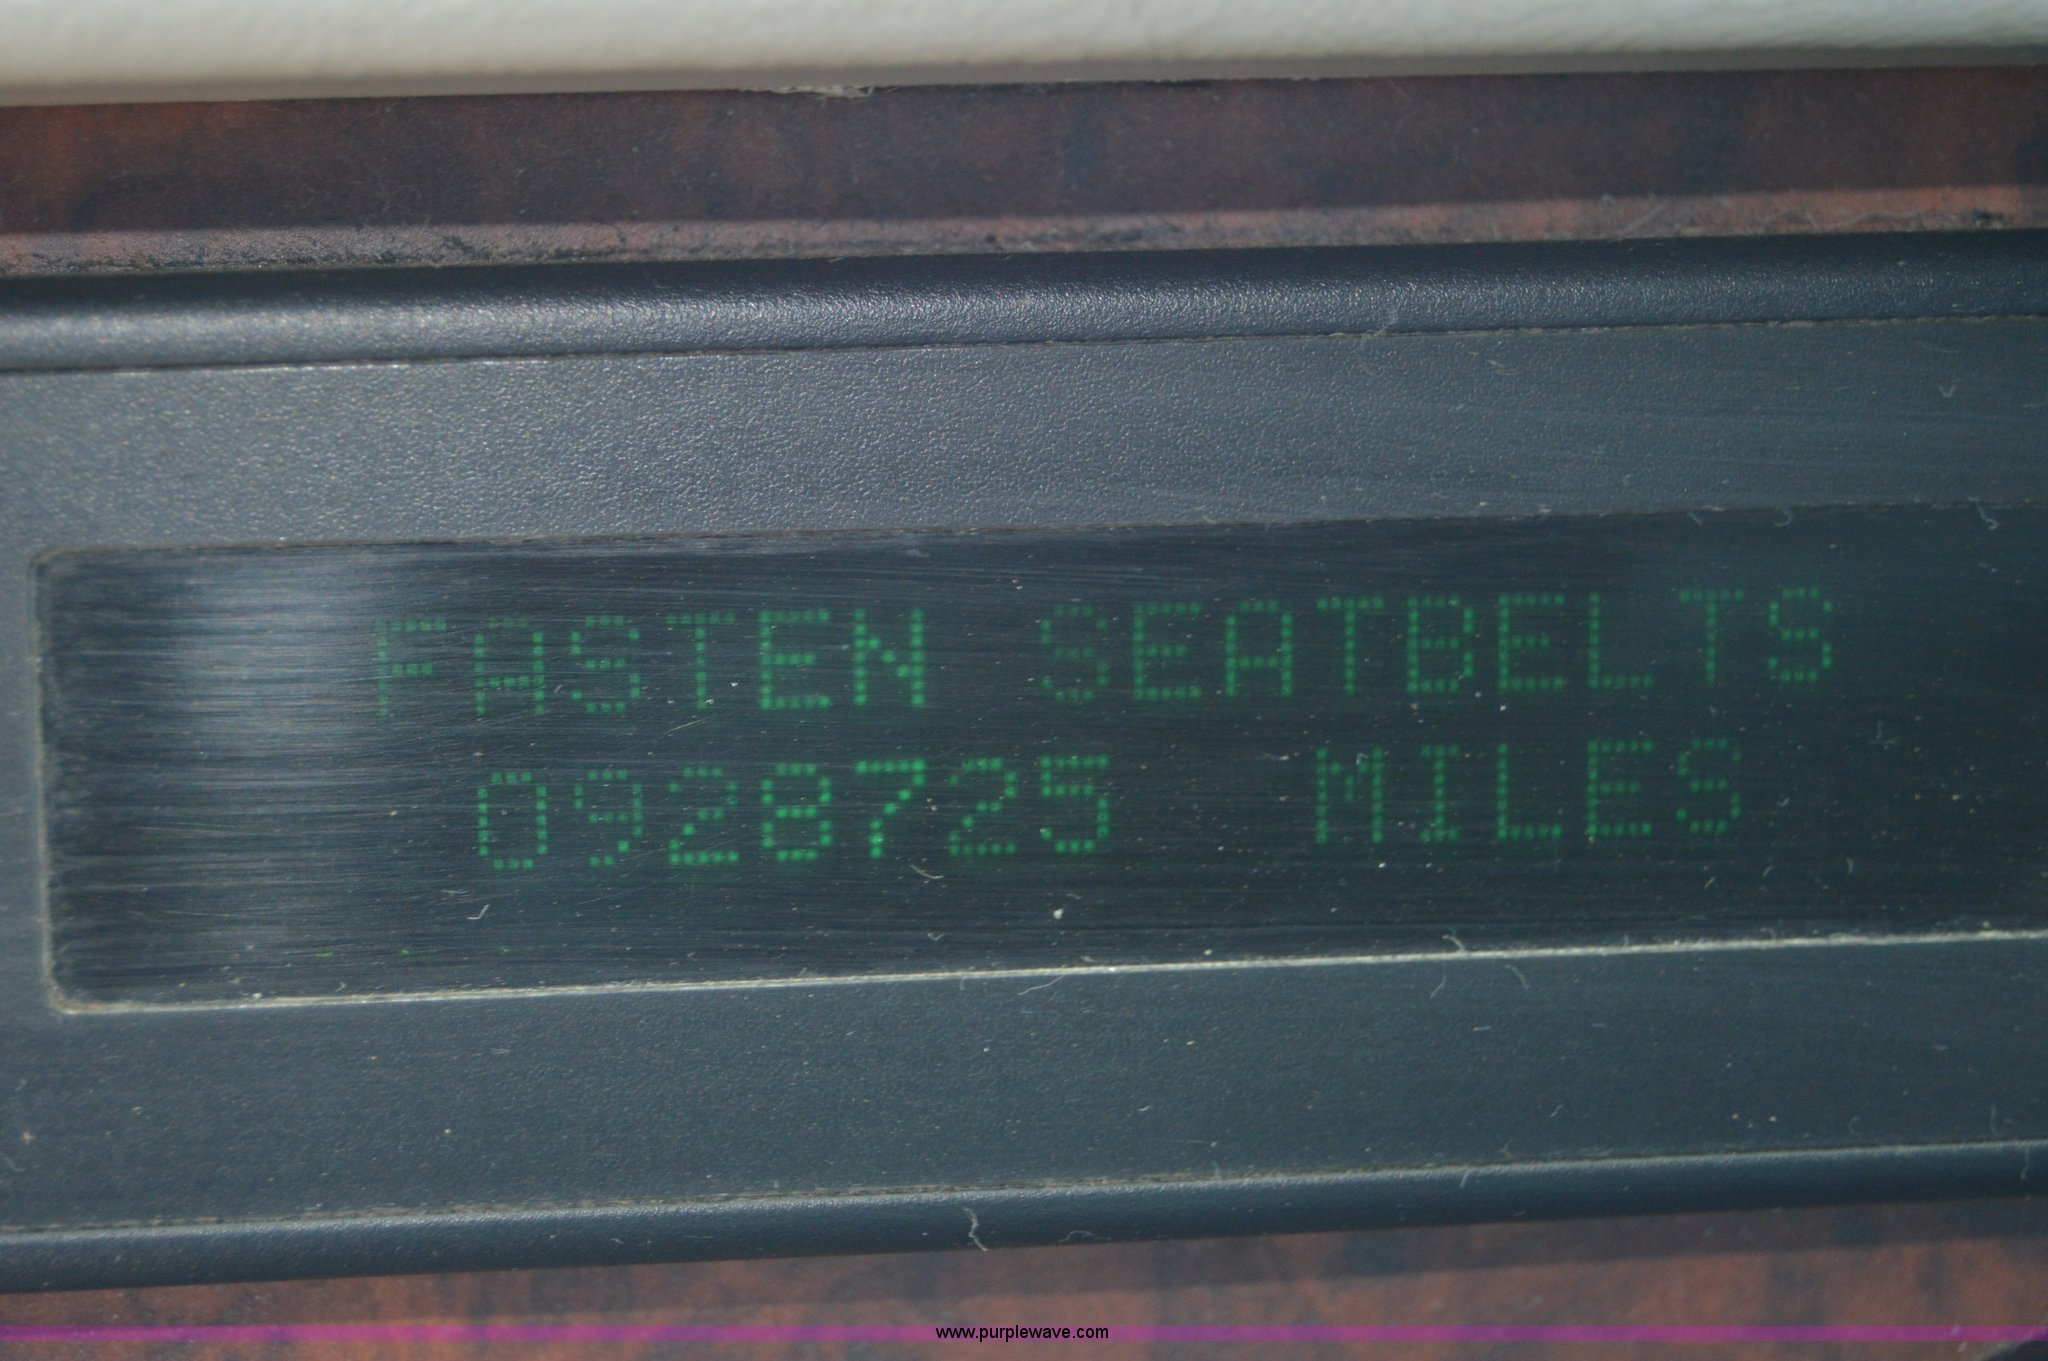 FASTEN SEATBELTS
0928725 MILES
www.purplewave.com